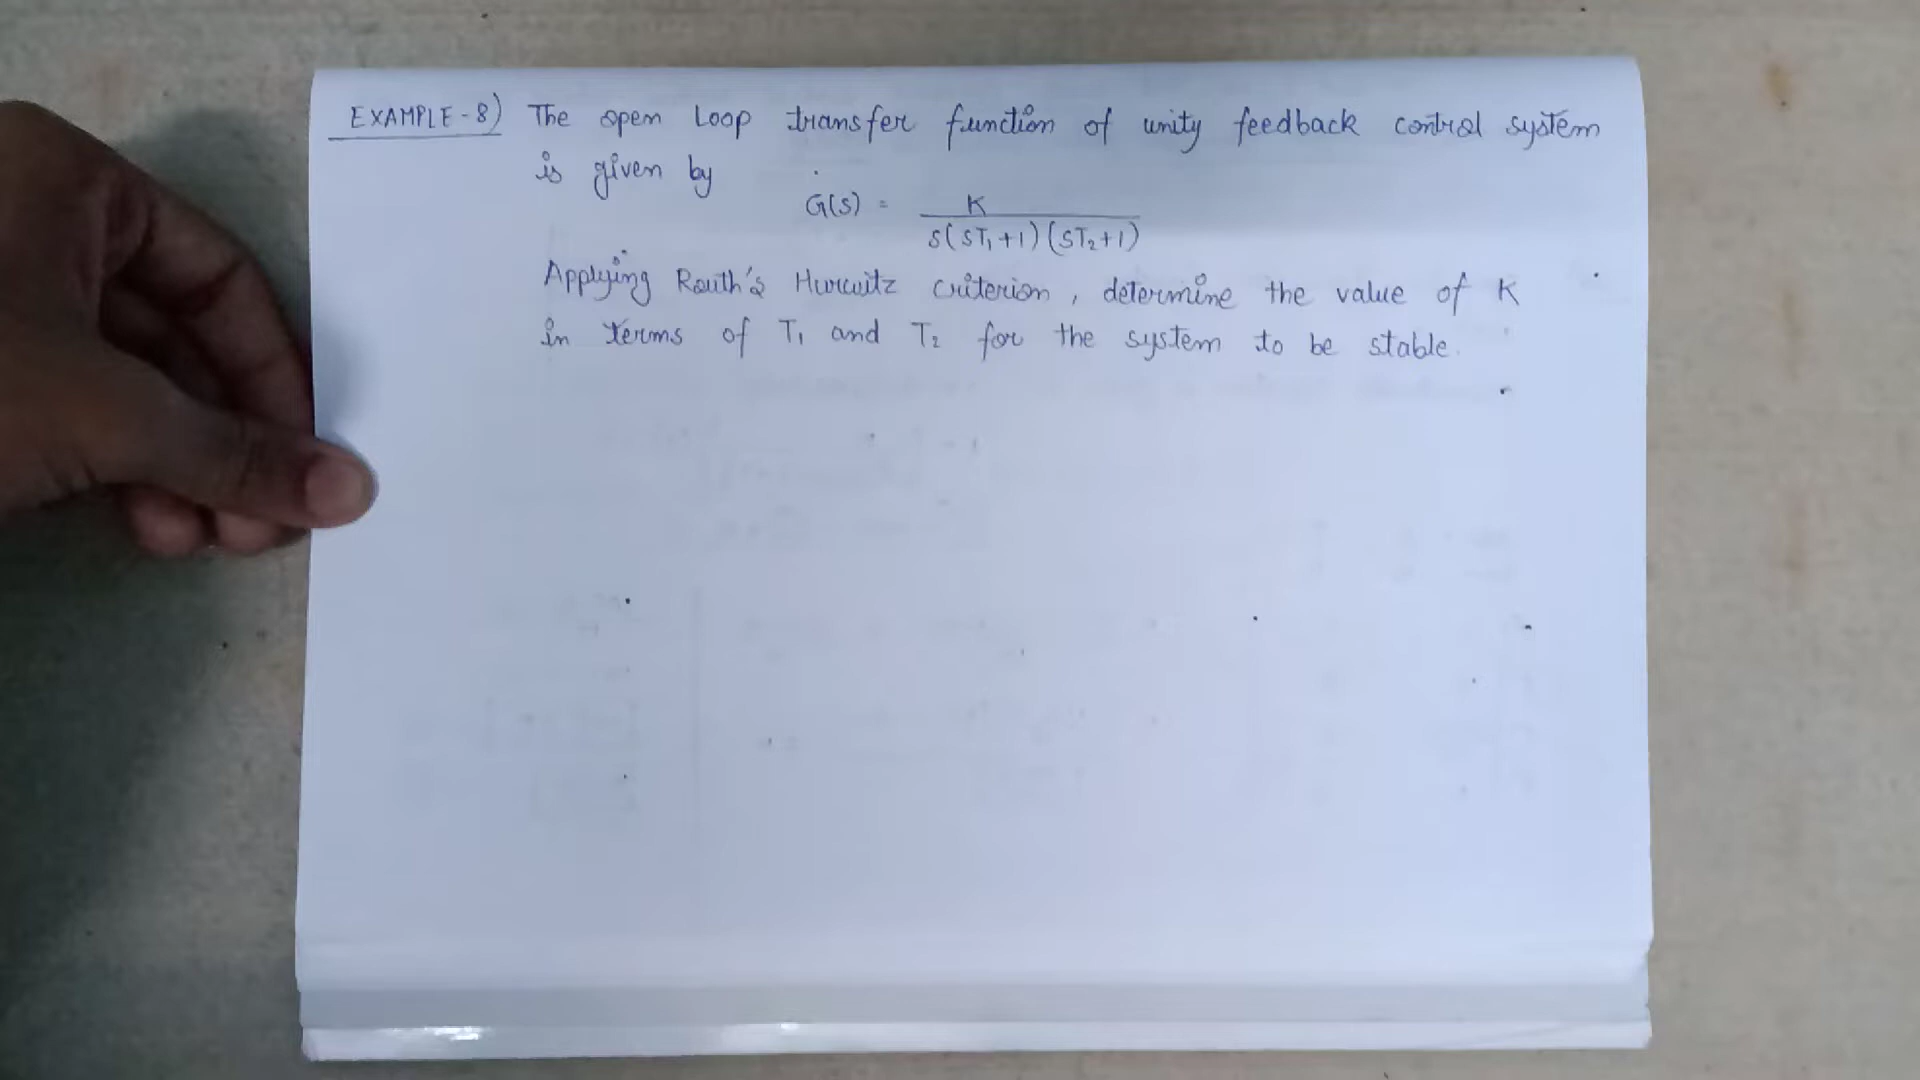 EXAMPLE-8) The open Loop transfer function of unity feedback control system
is given by
G(s) = K / s(sT₁+1)(sT₂+1)
Applying Routh's Hurwitz criterion, determine the value of K
in terms of T₁ and T₂ for the system to be stable.